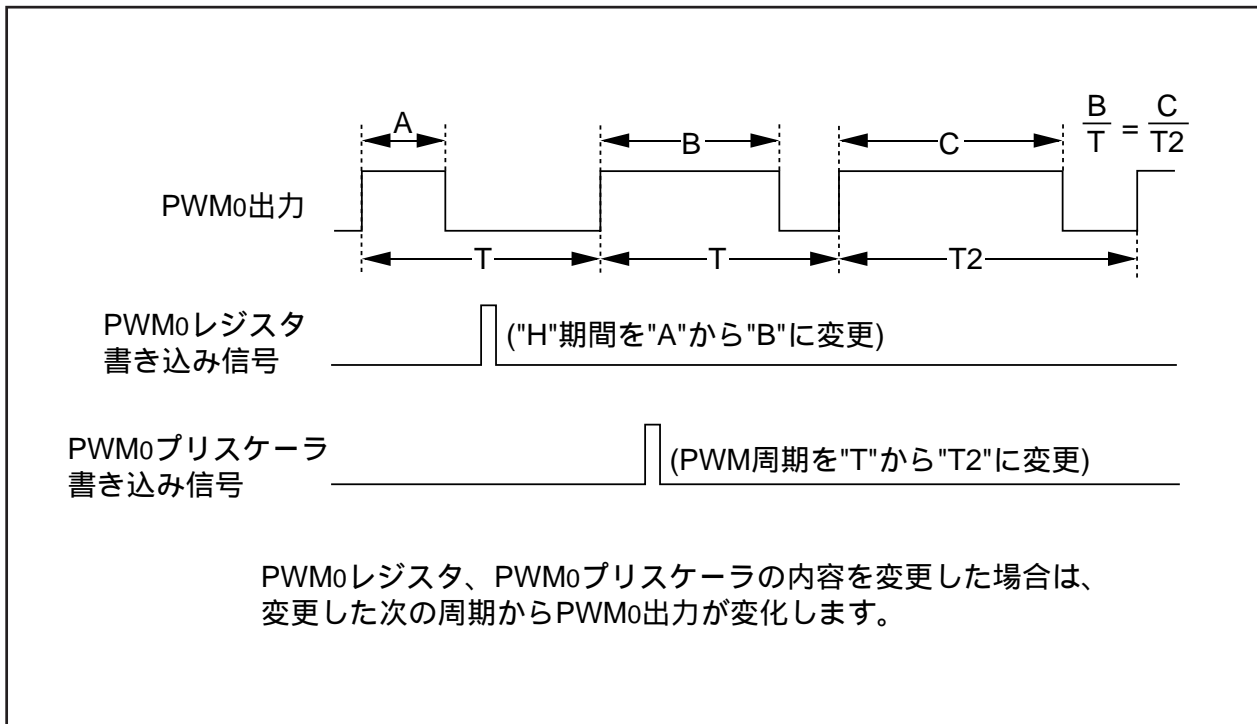 A
B
C
B/T = C/T2
PWM0出力
T
T
T2
PWM0レジスタ
書き込み信号
("H"期間を"A"から"B"に変更)
PWM0プリスケーラ
書き込み信号
(PWM周期を"T"から"T2"に変更)
PWM0レジスタ、PWM0プリスケーラの内容を変更した場合は、
変更した次の周期からPWM0出力が変化します。